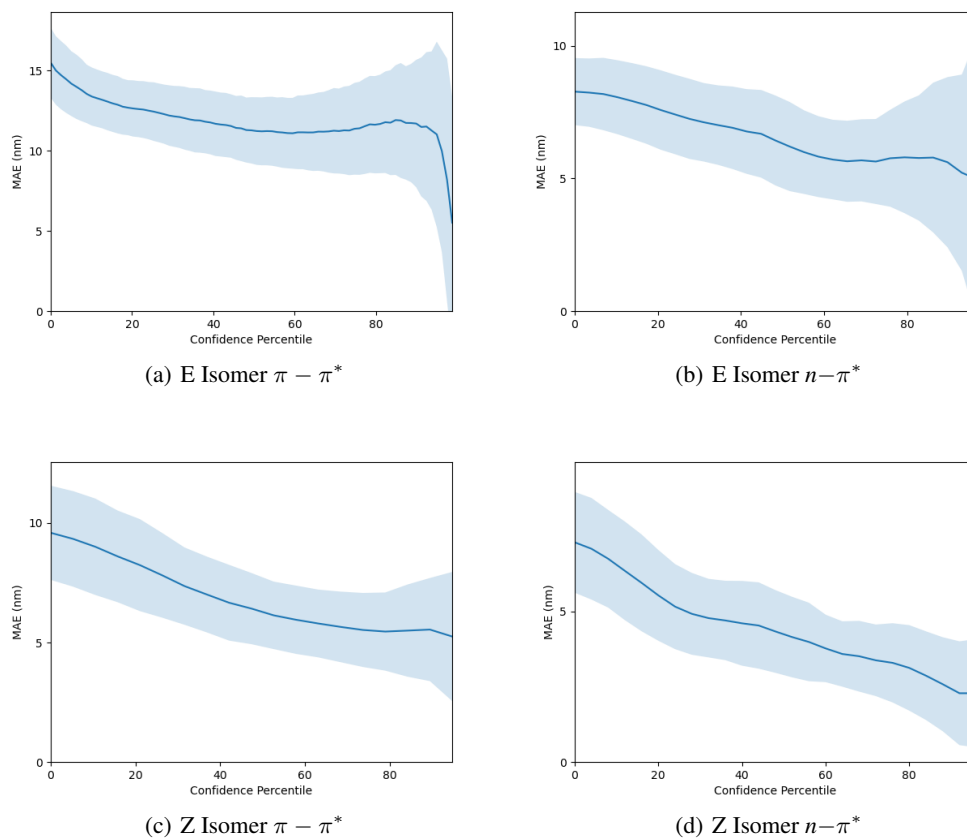 MAE (nm)
15
10
5
0
0 20 40 60 80
Confidence Percentile
(a) E Isomer π − π*
MAE (nm)
10
5
0
0 20 40 60 80
Confidence Percentile
(b) E Isomer n−π*
MAE (nm)
10
5
0
0 20 40 60 80
Confidence Percentile
(c) Z Isomer π − π*
MAE (nm)
5
0
0 20 40 60 80
Confidence Percentile
(d) Z Isomer n−π*